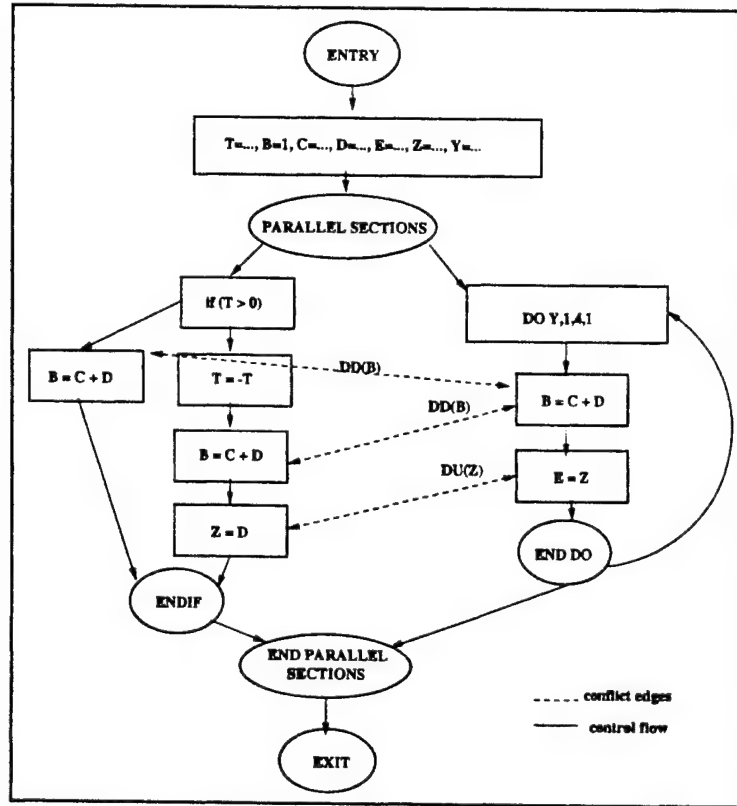 ENTRY
T=..., B=1, C=..., D=..., E=..., Z=..., Y=...
PARALLEL SECTIONS
if (T > 0)
DO Y,1,4,1
B = C + D
T = -T
DD(B)
B = C + D
DD(B)
B = C + D
DU(Z)
E = Z
Z = D
END DO
ENDIF
END PARALLEL
SECTIONS
conflict edges
control flow
EXIT